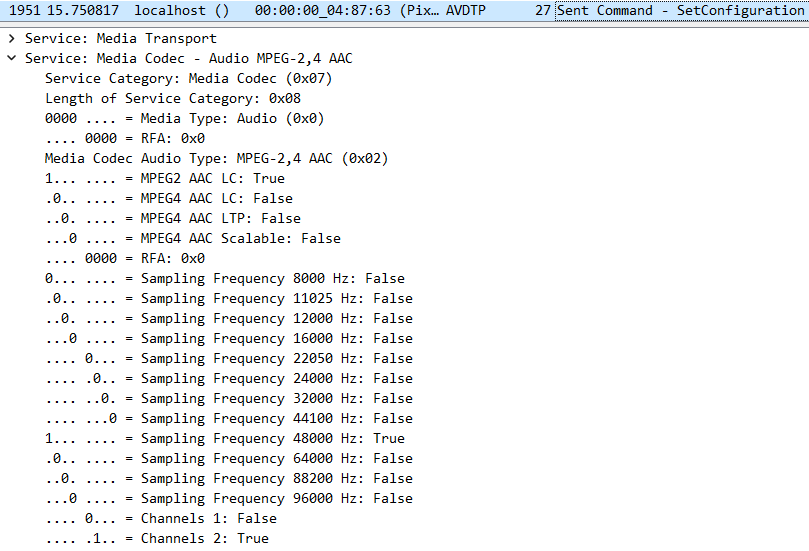 1951 15.750817 localhost () 00:00:00_04:87:63 (Pix… AVDTP 27 Sent Command - SetConfiguration
Service: Media Transport
Service: Media Codec - Audio MPEG-2,4 AAC
Service Category: Media Codec (0x07)
Length of Service Category: 0x08
0000 .... = Media Type: Audio (0x0)
.... 0000 = RFA: 0x0
Media Codec Audio Type: MPEG-2,4 AAC (0x02)
1... .... = MPEG2 AAC LC: True
.0.. .... = MPEG4 AAC LC: False
..0. .... = MPEG4 AAC LTP: False
...0 .... = MPEG4 AAC Scalable: False
.... 0000 = RFA: 0x0
0... .... = Sampling Frequency 8000 Hz: False
.0.. .... = Sampling Frequency 11025 Hz: False
..0. .... = Sampling Frequency 12000 Hz: False
...0 .... = Sampling Frequency 16000 Hz: False
.... 0... = Sampling Frequency 22050 Hz: False
.... .0.. = Sampling Frequency 24000 Hz: False
.... ..0. = Sampling Frequency 32000 Hz: False
.... ...0 = Sampling Frequency 44100 Hz: False
1... .... = Sampling Frequency 48000 Hz: True
.0.. .... = Sampling Frequency 64000 Hz: False
..0. .... = Sampling Frequency 88200 Hz: False
...0 .... = Sampling Frequency 96000 Hz: False
.... 0... = Channels 1: False
.... .1.. = Channels 2: True